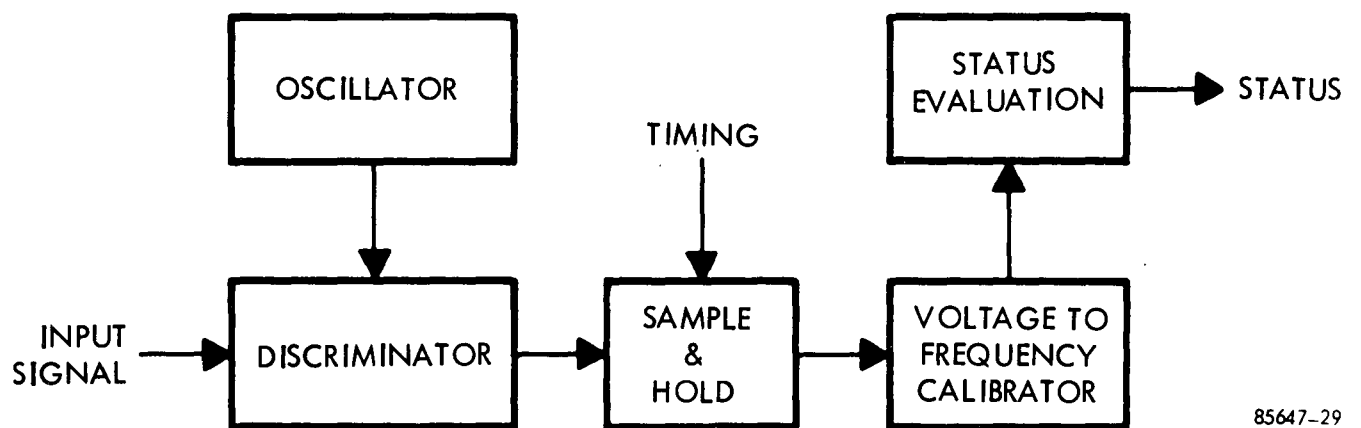 OSCILLATOR
STATUS
EVALUATION
STATUS
TIMING
INPUT
SIGNAL
DISCRIMINATOR
SAMPLE
&
HOLD
VOLTAGE TO
FREQUENCY
CALIBRATOR
85647-29